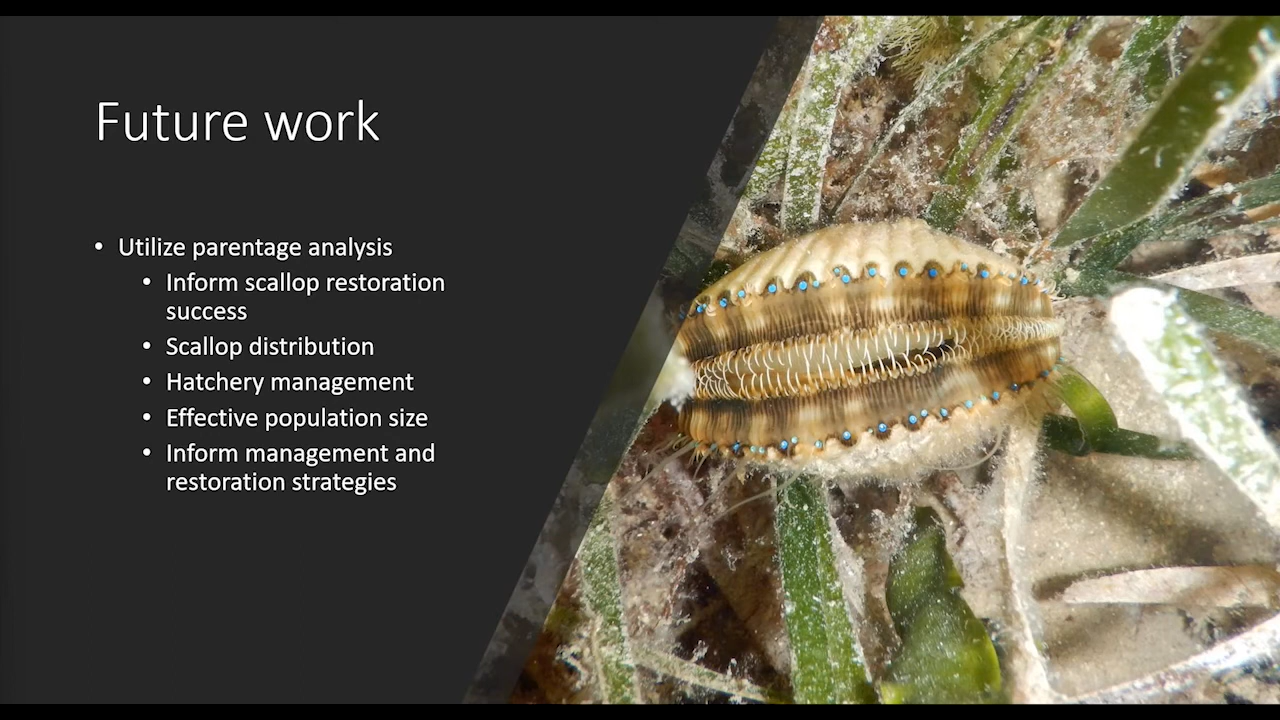 Future work
• Utilize parentage analysis
• Inform scallop restoration
success
• Scallop distribution
• Hatchery management
• Effective population size
• Inform management and
restoration strategies